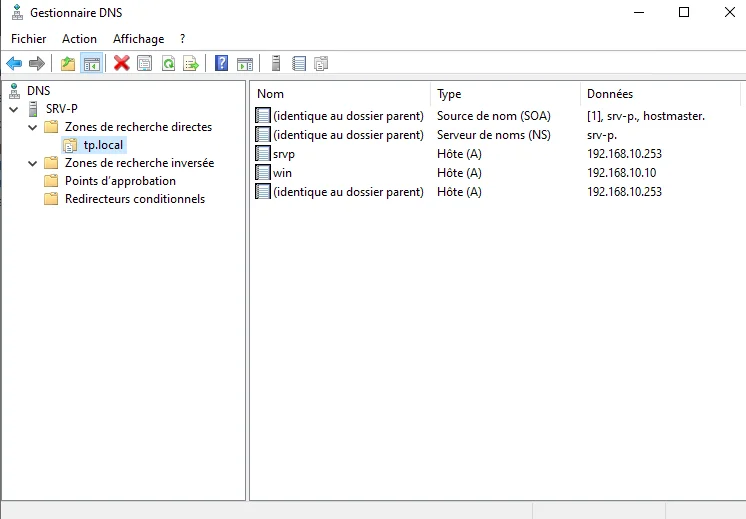 Gestionnaire DNS
Fichier Action Affichage ?
DNS
SRV-P
Zones de recherche directes
tp.local
Zones de recherche inversée
Points d’approbation
Redirecteurs conditionnels
Nom Type Données
(identique au dossier parent) Source de nom (SOA) [1], srv-p., hostmaster.
(identique au dossier parent) Serveur de noms (NS) srv-p.
srvp Hôte (A) 192.168.10.253
win Hôte (A) 192.168.10.10
(identique au dossier parent) Hôte (A) 192.168.10.253